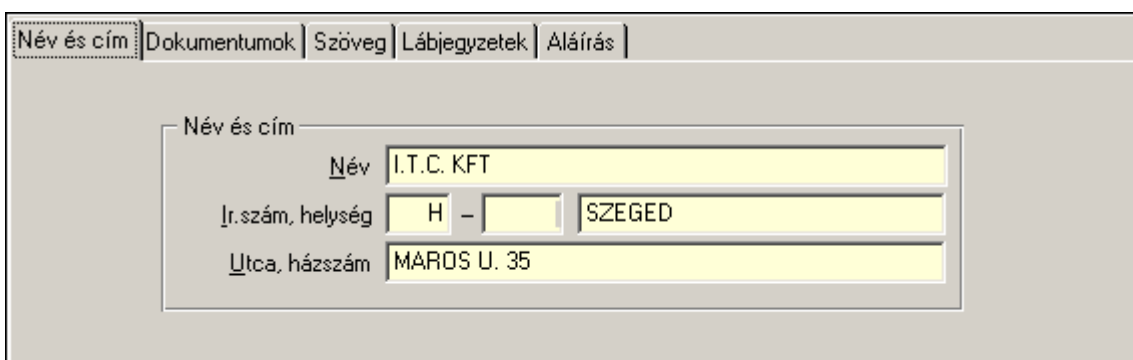 Név és cím Dokumentumok Szöveg Lábjegyzetek Aláírás
Név és cím
Név I.T.C. KFT
Ir.szám, helység H – SZEGED
Utca, házszám MAROS U. 35